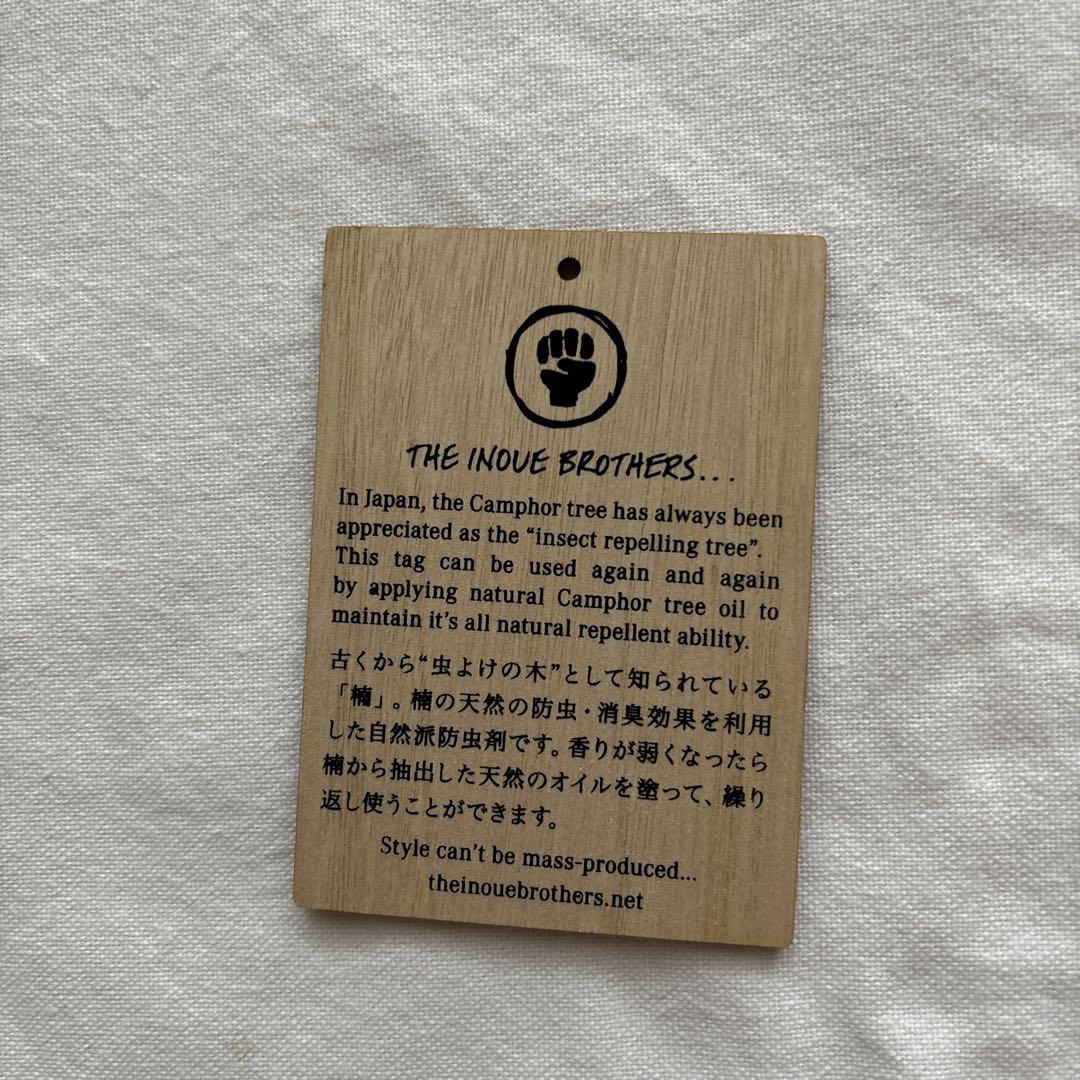 THE INOUE BROTHERS...
In Japan, the Camphor tree has always been
appreciated as the “insect repelling tree”.
This tag can be used again and again
by applying natural Camphor tree oil to
maintain it’s all natural repellent ability.
古くから“虫よけの木”として知られている
「楠」。楠の天然の防虫・消臭効果を利用
した自然派防虫剤です。香りが弱くなったら
楠から抽出した天然のオイルを塗って、繰り
返し使うことができます。
Style can’t be mass-produced...
theinouebrothers.net